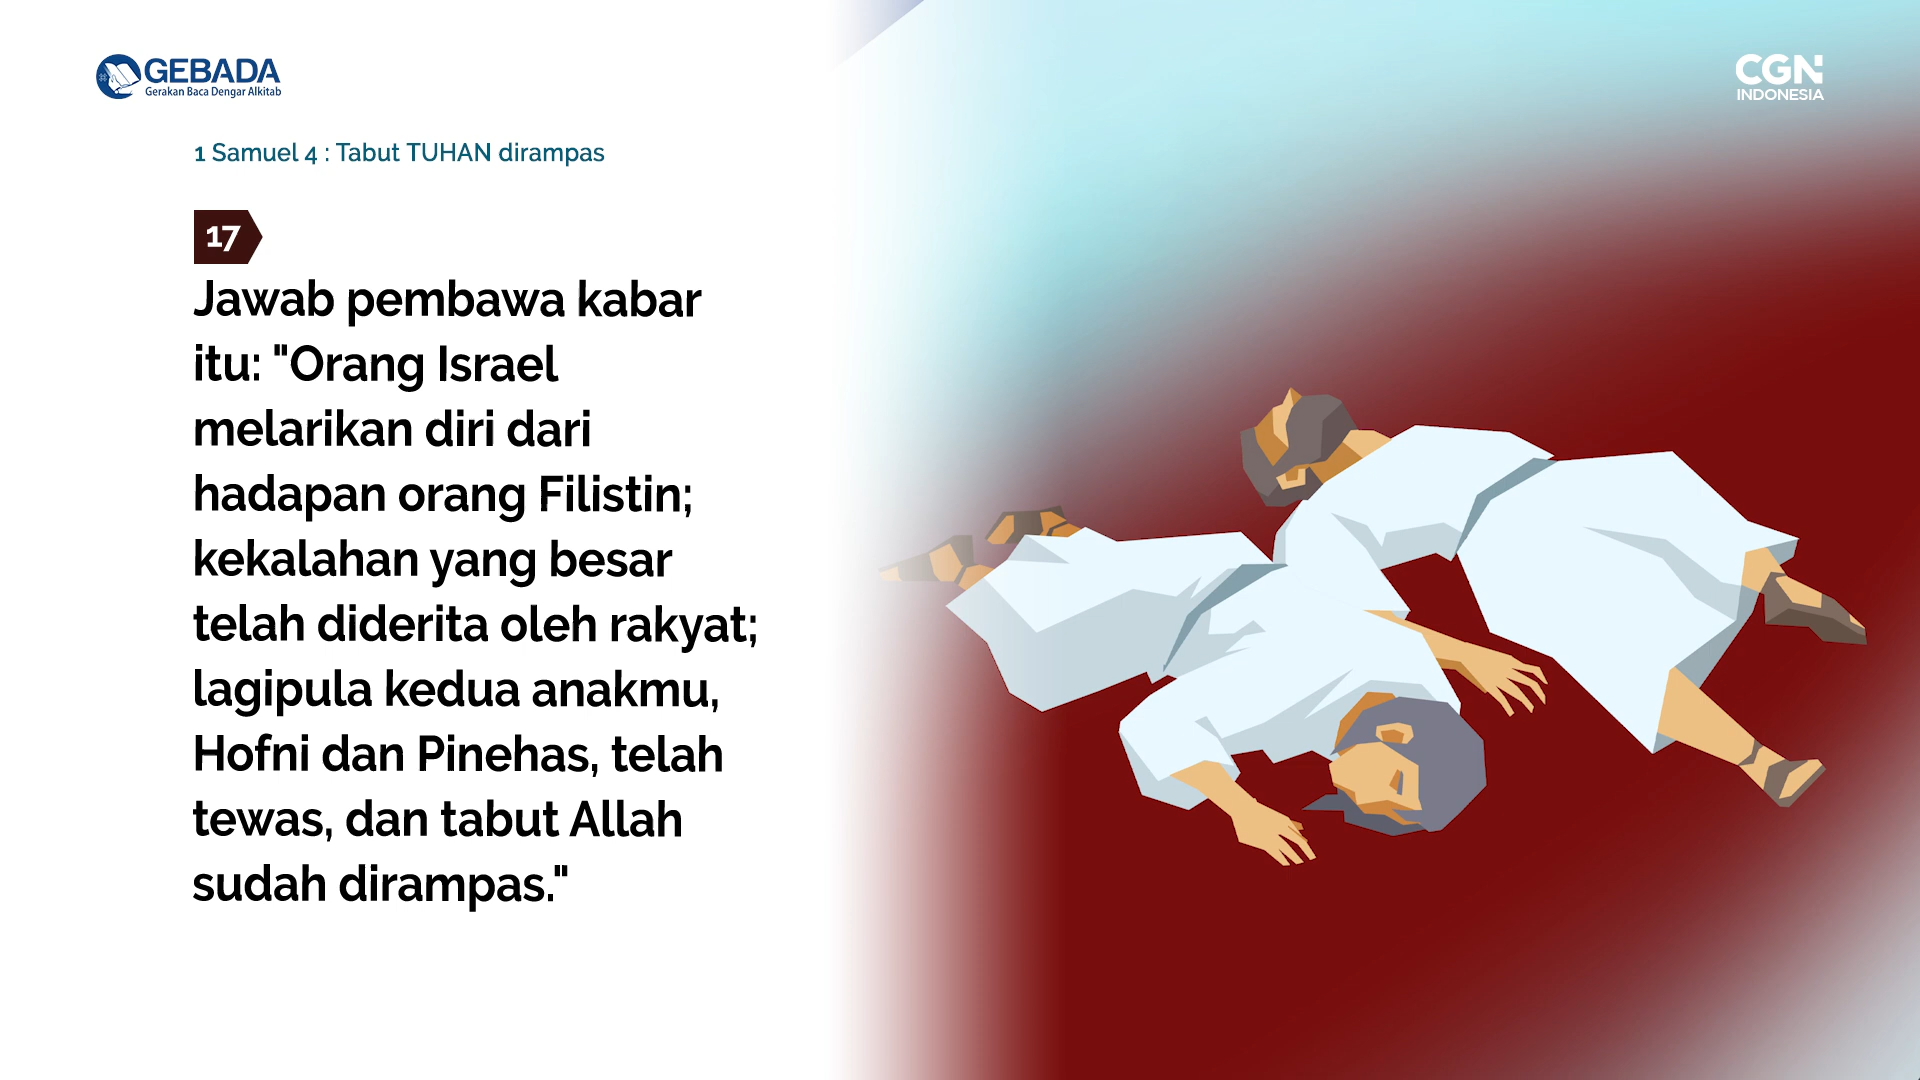 GEBADA
Gerakan Baca Dengar Alkitab
CGN
INDONESIA
1 Samuel 4 : Tabut TUHAN dirampas
17
Jawab pembawa kabar
itu: "Orang Israel
melarikan diri dari
hadapan orang Filistin;
kekalahan yang besar
telah diderita oleh rakyat;
lagipula kedua anakmu,
Hofni dan Pinehas, telah
tewas, dan tabut Allah
sudah dirampas."